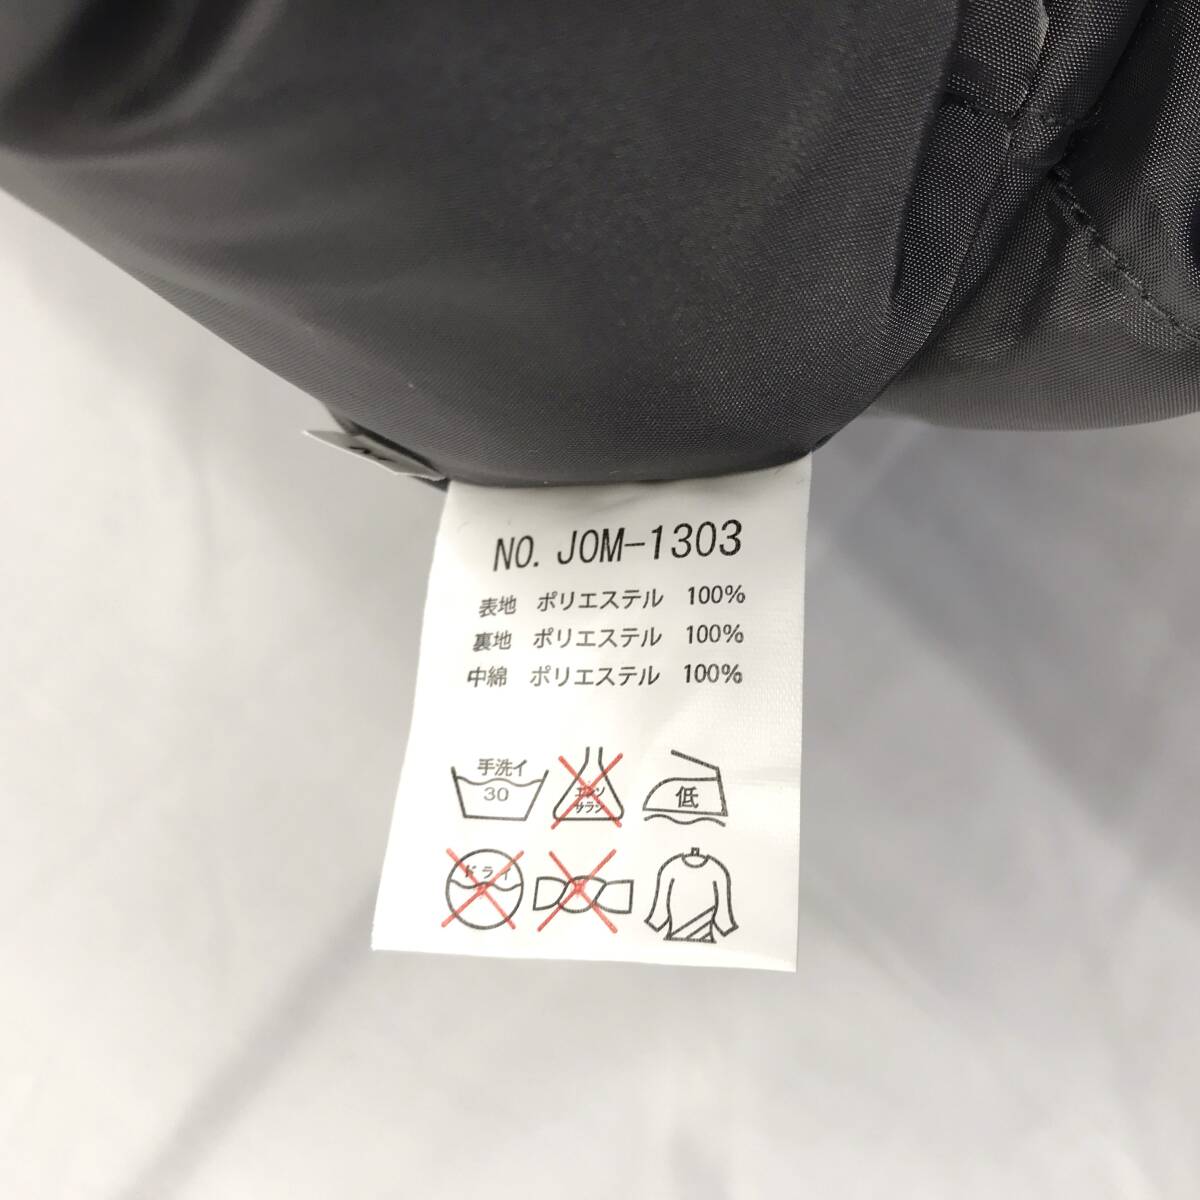 NO. JOM-1303
表地 ポリエステル 100%
裏地 ポリエステル 100%
中綿 ポリエステル 100%
手洗イ
30
エンソ
サラシ
低
ドライ